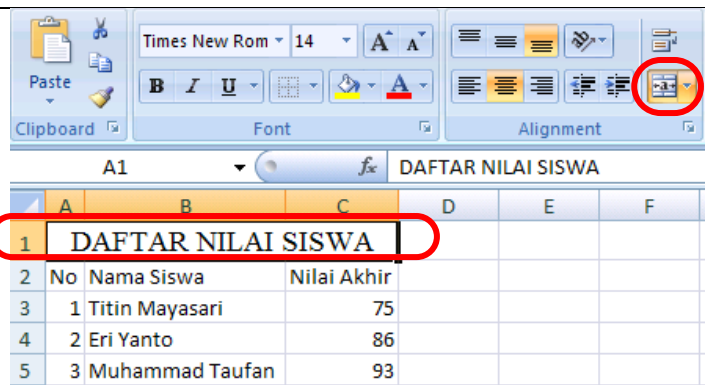 Times New Rom 14 A A
Paste
B I U A a
Clipboard Font Alignment
A1 fx DAFTAR NILAI SISWA
A B C D E F
1 DAFTAR NILAI SISWA
2 No Nama Siswa Nilai Akhir
3 1 Titin Mayasari 75
4 2 Eri Yanto 86
5 3 Muhammad Taufan 93